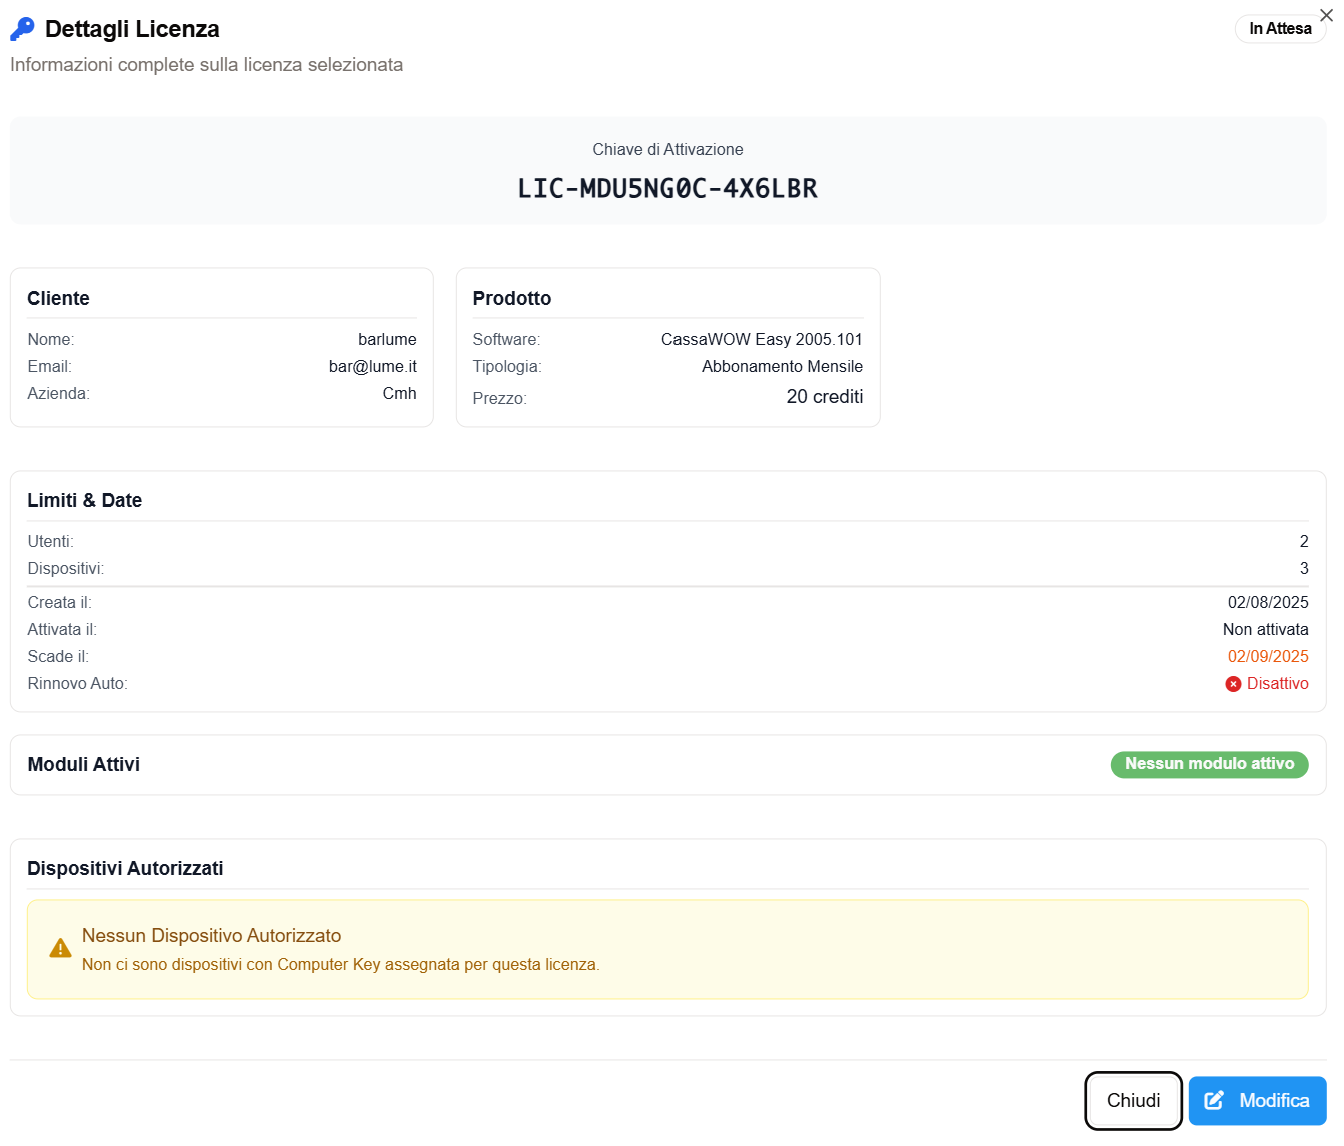 Dettagli Licenza
In Attesa
Informazioni complete sulla licenza selezionata
Chiave di Attivazione
LIC-MDU5NG0C-4X6LBR
Cliente
Nome: barlume
Email: bar@lume.it
Azienda: Cmh
Prodotto
Software: CassaWOW Easy 2005.101
Tipologia: Abbonamento Mensile
Prezzo: 20 crediti
Limiti & Date
Utenti: 2
Dispositivi: 3
Creata il: 02/08/2025
Attivata il: Non attivata
Scade il: 02/09/2025
Rinnovo Auto: Disattivo
Moduli Attivi Nessun modulo attivo
Dispositivi Autorizzati
Nessun Dispositivo Autorizzato
Non ci sono dispositivi con Computer Key assegnata per questa licenza.
Chiudi Modifica